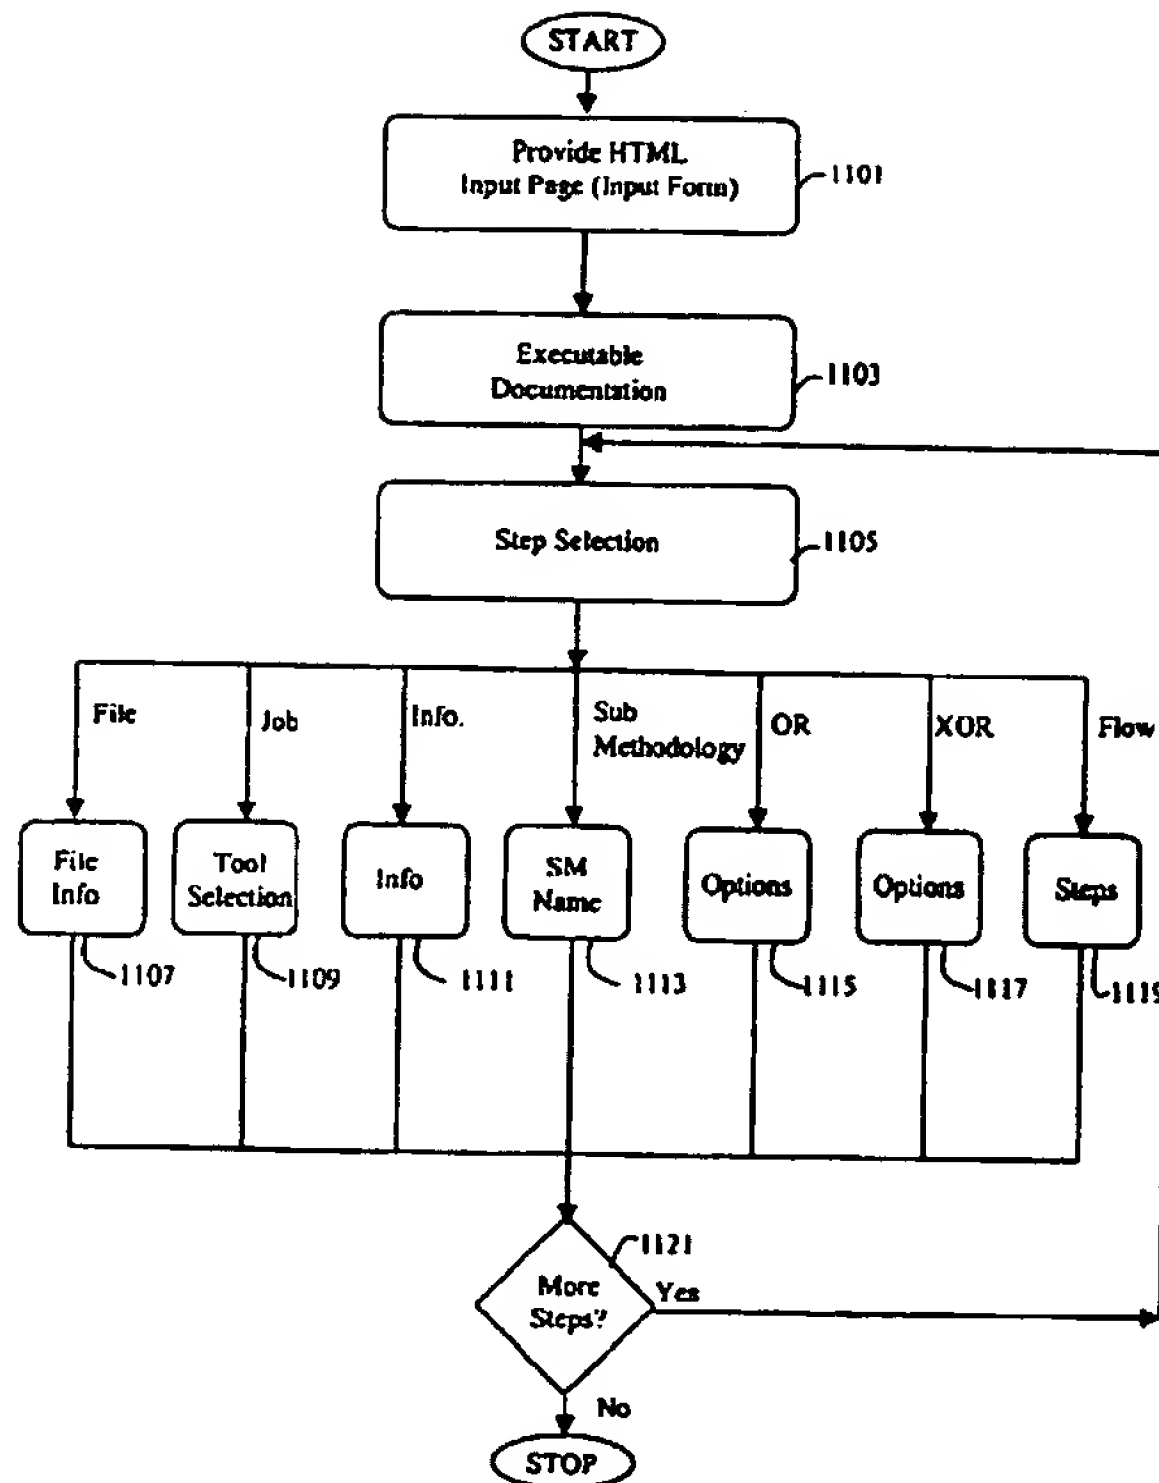 START
Provide HTML
Input Page (Input Form)
1101
Executable
Documentation
1103
Step Selection
1105
File
Job
Info.
Sub
Methodology
OR
XOR
Flow
File
Info
Tool
Selection
Info
SM
Name
Options
Options
Steps
1107
1109
1111
1113
1115
1117
1119
1121
More
Steps?
Yes
No
STOP